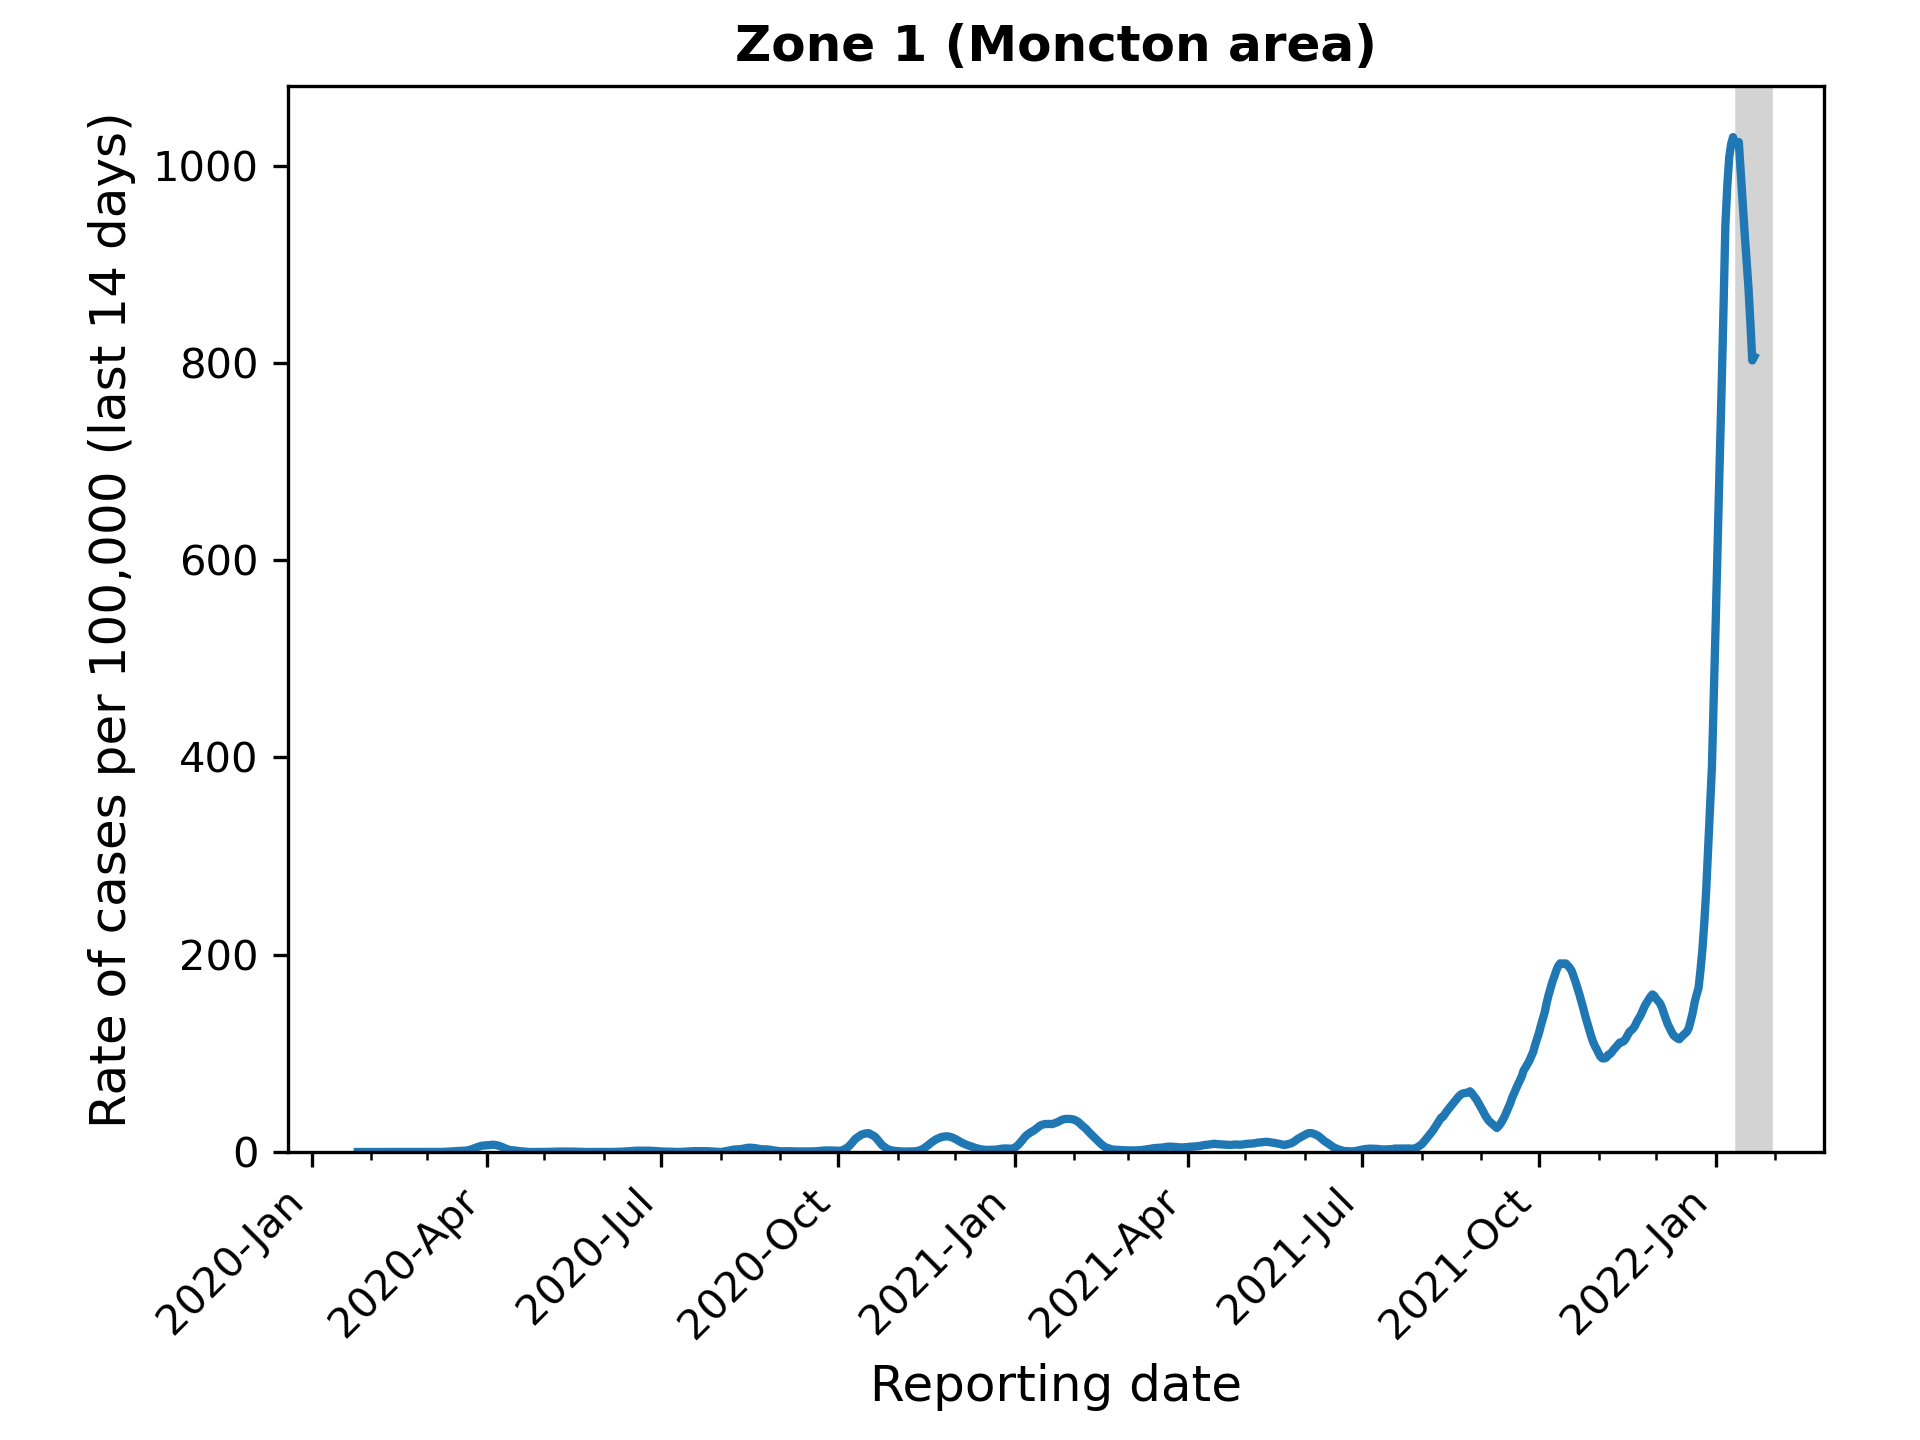 Zone 1 (Moncton area)
Rate of cases per 100,000 (last 14 days)
1000
800
600
400
200
0
2020-Jan
2020-Apr
2020-Jul
2020-Oct
2021-Jan
2021-Apr
2021-Jul
2021-Oct
2022-Jan
Reporting date